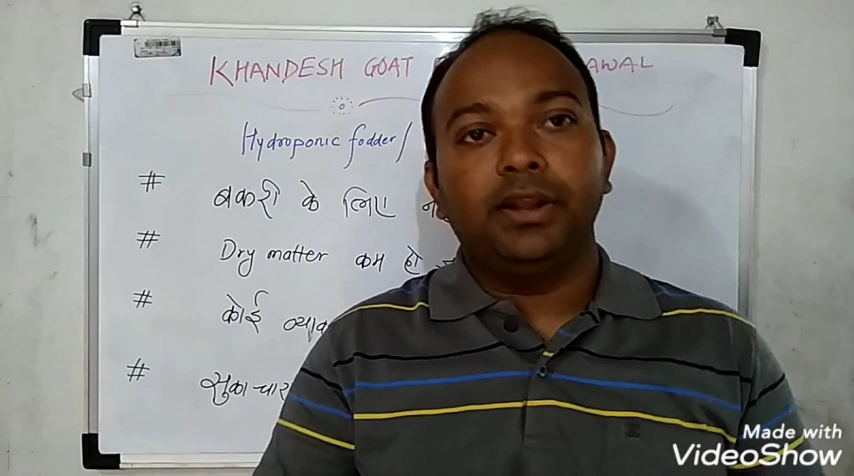 KHANDESH GOAT AWAL
Hydroponic fodder/
# बकरी के लिए
# Dry matter कम हो
# कोई
# सुका चार
Made with
VideoShow